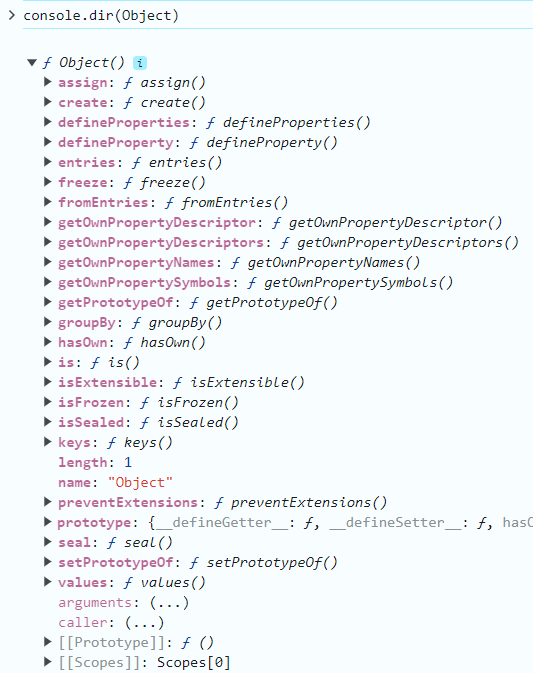 > console.dir(Object)
▼ ƒ Object() i
▶ assign: ƒ assign()
▶ create: ƒ create()
▶ defineProperties: ƒ defineProperties()
▶ defineProperty: ƒ defineProperty()
▶ entries: ƒ entries()
▶ freeze: ƒ freeze()
▶ fromEntries: ƒ fromEntries()
▶ getOwnPropertyDescriptor: ƒ getOwnPropertyDescriptor()
▶ getOwnPropertyDescriptors: ƒ getOwnPropertyDescriptors()
▶ getOwnPropertyNames: ƒ getOwnPropertyNames()
▶ getOwnPropertySymbols: ƒ getOwnPropertySymbols()
▶ getPrototypeOf: ƒ getPrototypeOf()
▶ groupBy: ƒ groupBy()
▶ hasOwn: ƒ hasOwn()
▶ is: ƒ is()
▶ isExtensible: ƒ isExtensible()
▶ isFrozen: ƒ isFrozen()
▶ isSealed: ƒ isSealed()
▶ keys: ƒ keys()
length: 1
name: "Object"
▶ preventExtensions: ƒ preventExtensions()
▶ prototype: {__defineGetter__: ƒ, __defineSetter__: ƒ, hasO
▶ seal: ƒ seal()
▶ setPrototypeOf: ƒ setPrototypeOf()
▶ values: ƒ values()
arguments: (...)
caller: (...)
▶ [[Prototype]]: ƒ ()
▶ [[Scopes]]: Scopes[0]